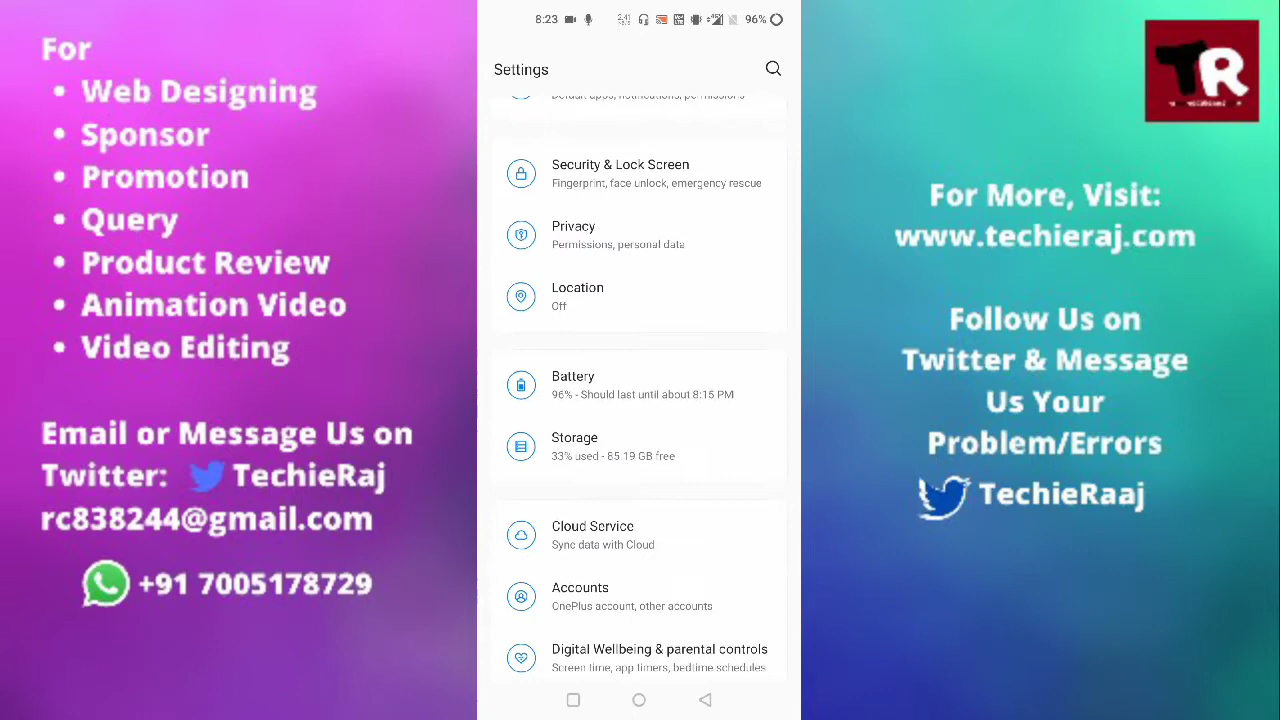 For
• Web Designing
• Sponsor
• Promotion
• Query
• Product Review
• Animation Video
• Video Editing
Email or Message Us on
Twitter: TechieRaj
rc838244@gmail.com
+91 7005178729
8:23
96%
Settings
Default apps, notifications, permissions
Security & Lock Screen
Fingerprint, face unlock, emergency rescue
Privacy
Permissions, personal data
Location
Off
Battery
96% - Should last until about 8:15 PM
Storage
33% used - 85.19 GB free
Cloud Service
Sync data with Cloud
Accounts
OnePlus account, other accounts
Digital Wellbeing & parental controls
Screen time, app timers, bedtime schedules
TR
For More, Visit:
www.techieraj.com
Follow Us on
Twitter & Message
Us Your
Problem/Errors
TechieRaaj